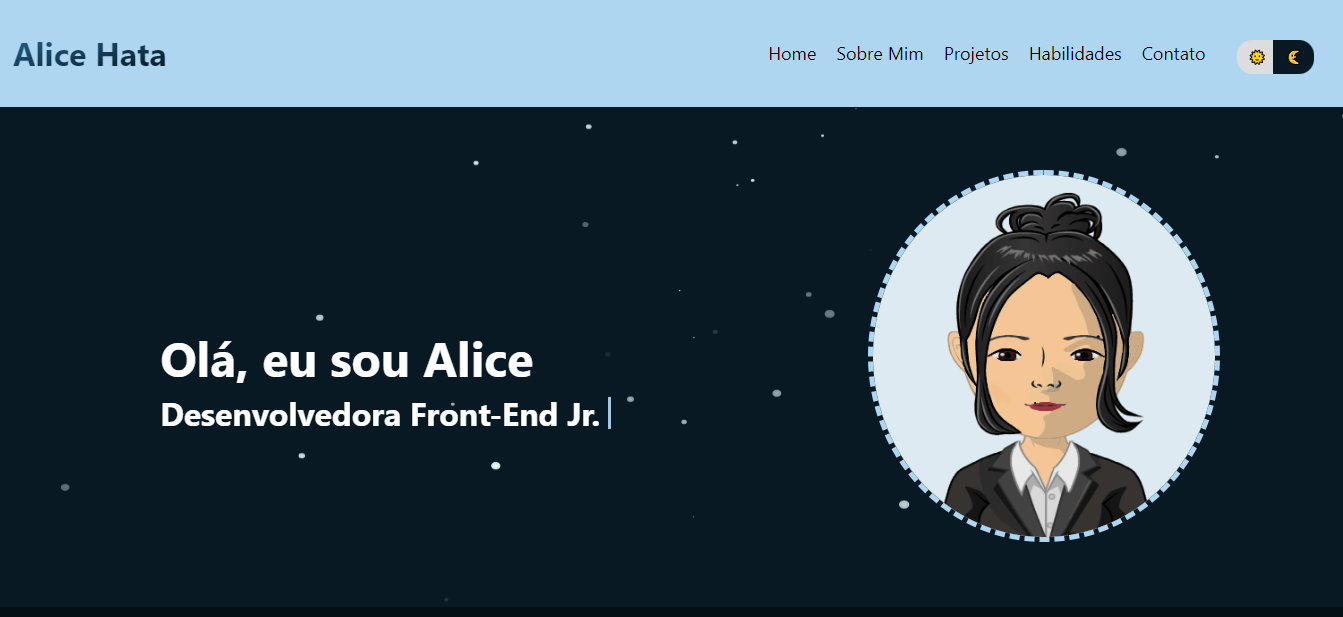 Alice Hata
Home Sobre Mim Projetos Habilidades Contato
Olá, eu sou Alice
Desenvolvedora Front-End Jr.